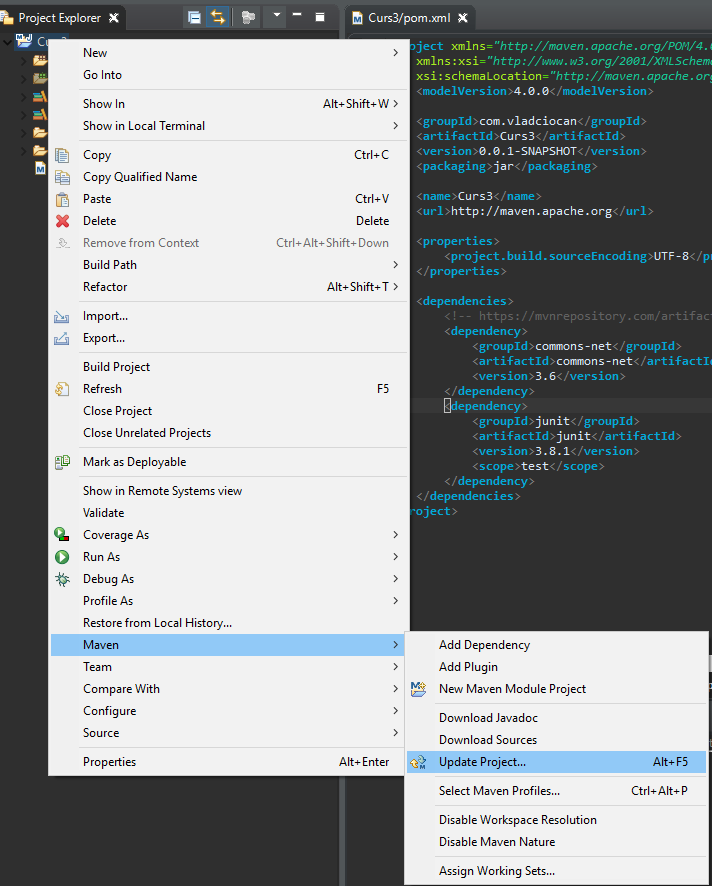 Project Explorer
Curs3
Curs3/pom.xml
New
Go Into
Show In Alt+Shift+W
Show in Local Terminal
Copy Ctrl+C
Copy Qualified Name
Paste Ctrl+V
Delete Delete
Remove from Context Ctrl+Alt+Shift+Down
Build Path
Refactor Alt+Shift+T
Import...
Export...
Build Project
Refresh F5
Close Project
Close Unrelated Projects
Mark as Deployable
Show in Remote Systems view
Validate
Coverage As
Run As
Debug As
Profile As
Restore from Local History...
Maven
Team
Compare With
Configure
Source
Properties Alt+Enter
Add Dependency
Add Plugin
New Maven Module Project
Download Javadoc
Download Sources
Update Project... Alt+F5
Select Maven Profiles... Ctrl+Alt+P
Disable Workspace Resolution
Disable Maven Nature
Assign Working Sets...
oject xmlns="http://maven.apache.org/POM/4.0
xmlns:xsi="http://www.w3.org/2001/XMLSchema
xsi:schemaLocation="http://maven.apache.org
<modelVersion>4.0.0</modelVersion>
<groupId>com.vladciocan</groupId>
<artifactId>Curs3</artifactId>
<version>0.0.1-SNAPSHOT</version>
<packaging>jar</packaging>
<name>Curs3</name>
<url>http://maven.apache.org</url>
<properties>
<project.build.sourceEncoding>UTF-8</p
</properties>
<dependencies>
<!-- https://mvnrepository.com/artifac
<dependency>
<groupId>commons-net</groupId>
<artifactId>commons-net</artifactId
<version>3.6</version>
</dependency>
<dependency>
<groupId>junit</groupId>
<artifactId>junit</artifactId>
<version>3.8.1</version>
<scope>test</scope>
</dependency>
</dependencies>
roject>